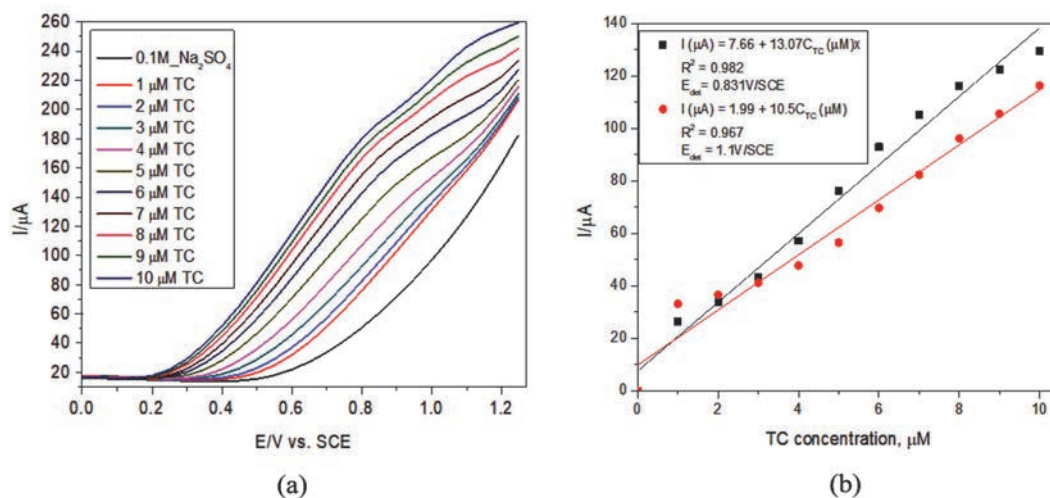 260
240
220
200
180
160
140
120
100
80
60
40
20
I/μA
0.1M_Na₂SO₄
1 μM TC
2 μM TC
3 μM TC
4 μM TC
5 μM TC
6 μM TC
7 μM TC
8 μM TC
9 μM TC
10 μM TC
0.0 0.2 0.4 0.6 0.8 1.0 1.2
E/V vs. SCE
(a)
140
120
100
80
60
40
20
0
I/μA
I (μA) = 7.66 + 13.07C_TC (μM)x
R² = 0.982
E_det = 0.831V/SCE
I (μA) = 1.99 + 10.5C_TC (μM)
R² = 0.967
E_det = 1.1V/SCE
0 2 4 6 8 10
TC concentration, μM
(b)